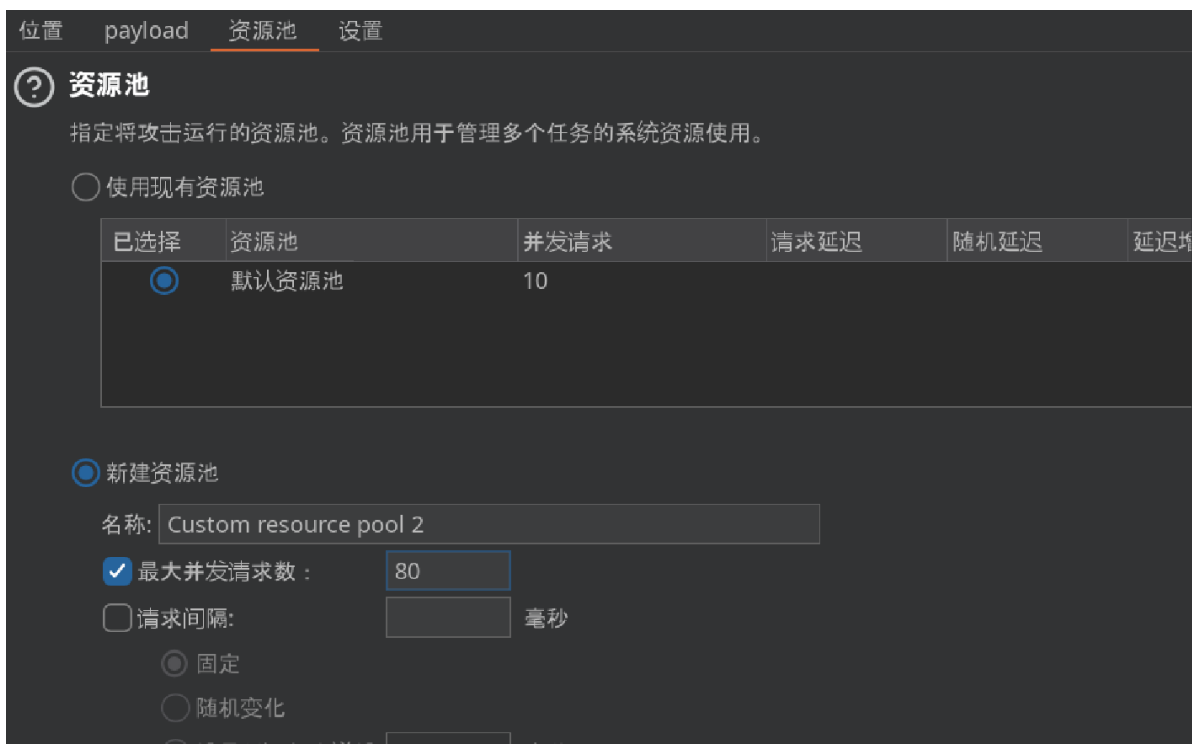 位置 payload 资源池 设置
资源池
指定将攻击运行的资源池。资源池用于管理多个任务的系统资源使用。
使用现有资源池
已选择 资源池 并发请求 请求延迟 随机延迟 延迟增
默认资源池 10
新建资源池
名称: Custom resource pool 2
最大并发请求数： 80
请求间隔: 毫秒
固定
随机变化